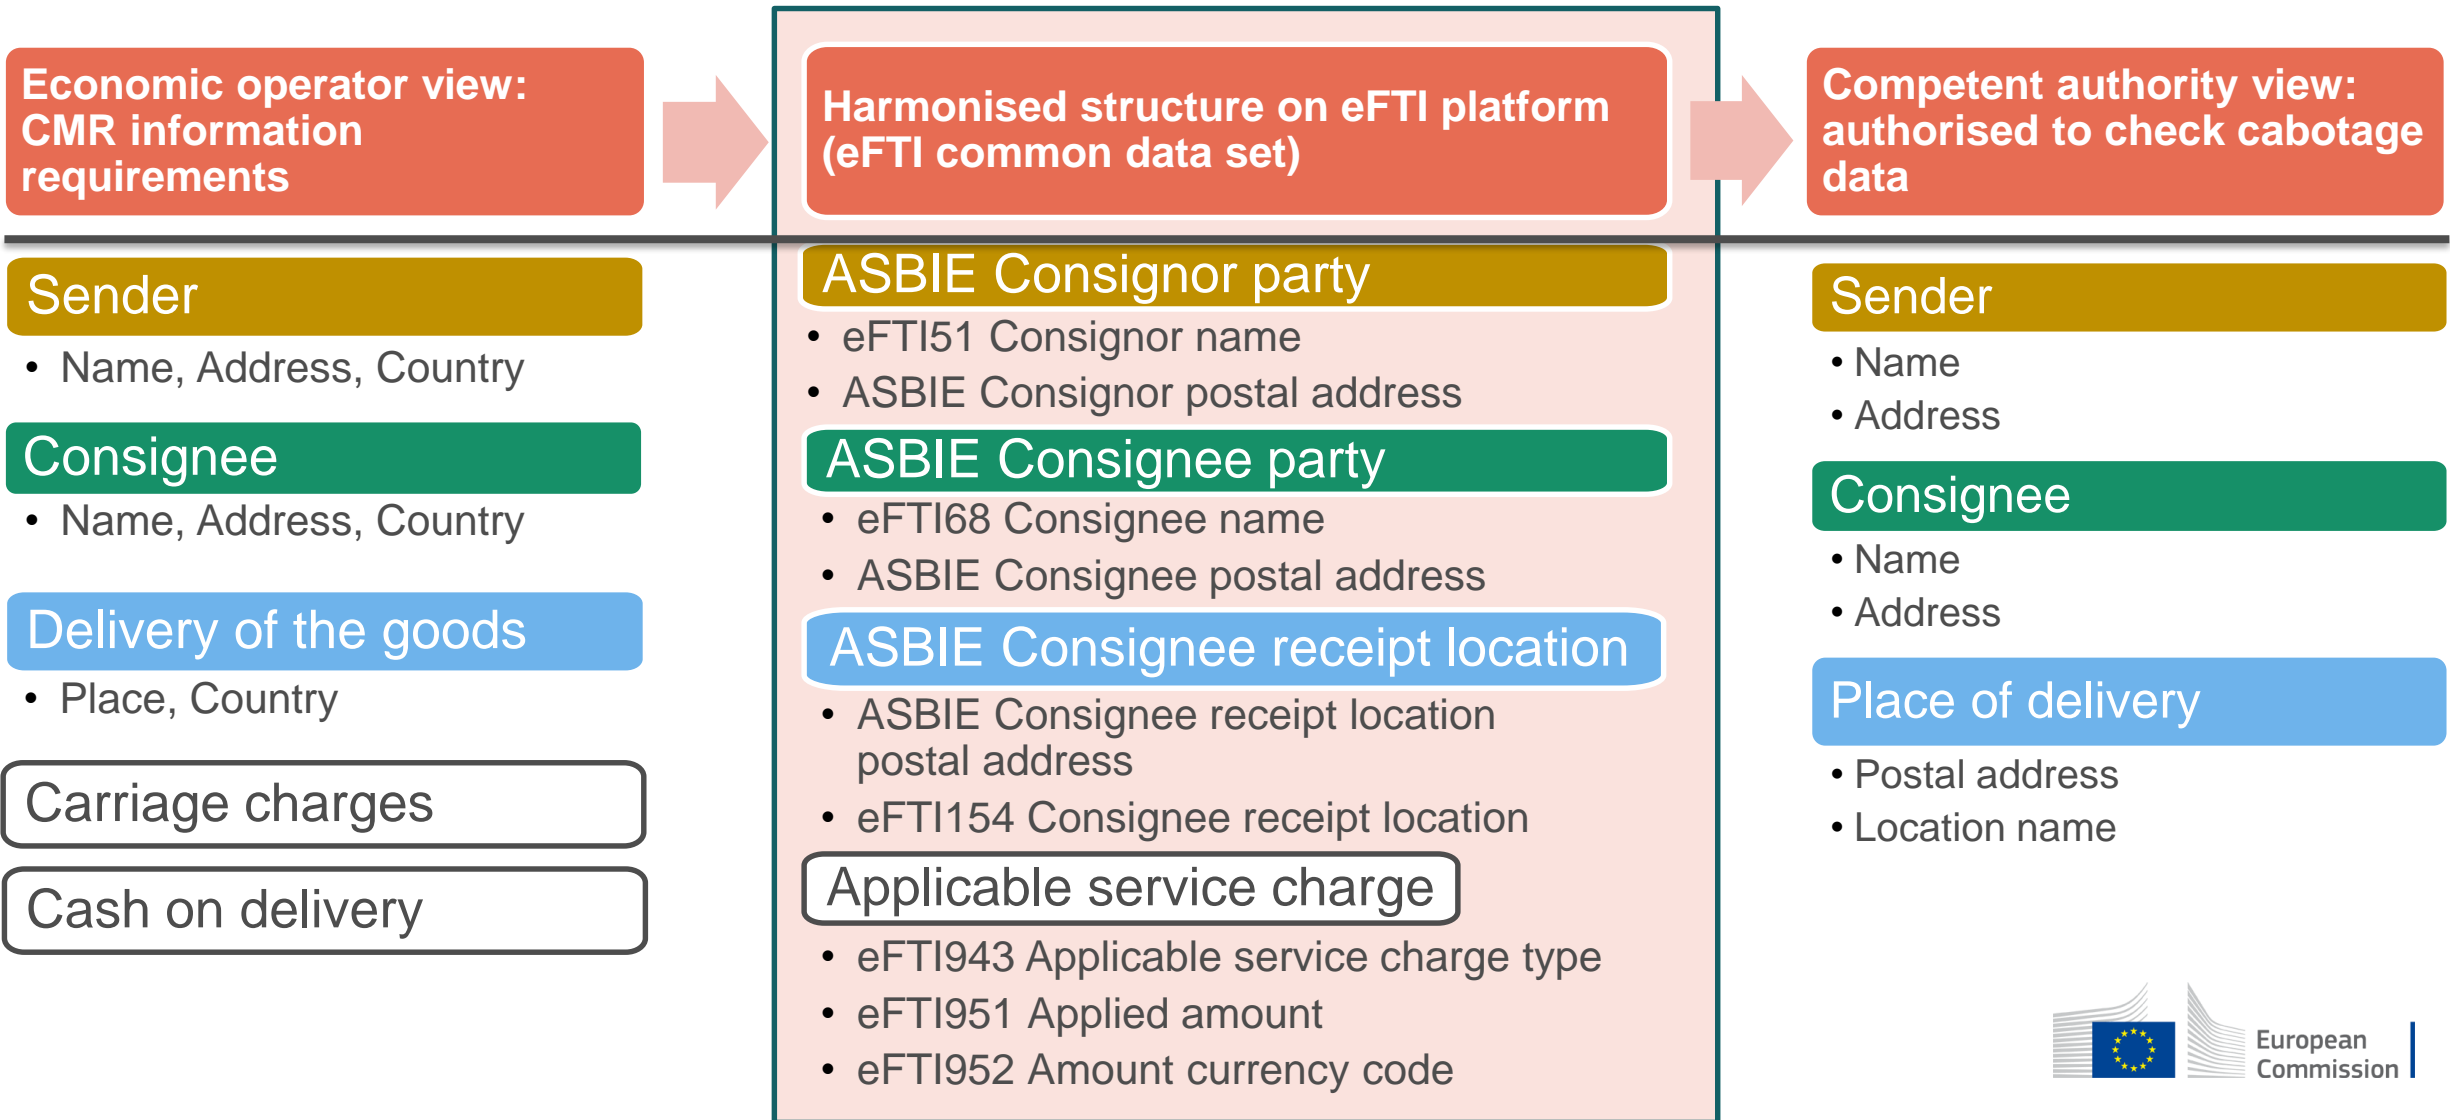 Economic operator view:
CMR information
requirements
Sender
• Name, Address, Country
Consignee
• Name, Address, Country
Delivery of the goods
• Place, Country
Carriage charges
Cash on delivery
Harmonised structure on eFTI platform
(eFTI common data set)
ASBIE Consignor party
• eFTI51 Consignor name
• ASBIE Consignor postal address
ASBIE Consignee party
• eFTI68 Consignee name
• ASBIE Consignee postal address
ASBIE Consignee receipt location
• ASBIE Consignee receipt location
postal address
• eFTI154 Consignee receipt location
Applicable service charge
• eFTI943 Applicable service charge type
• eFTI951 Applied amount
• eFTI952 Amount currency code
Competent authority view:
authorised to check cabotage
data
Sender
• Name
• Address
Consignee
• Name
• Address
Place of delivery
• Postal address
• Location name
European
Commission